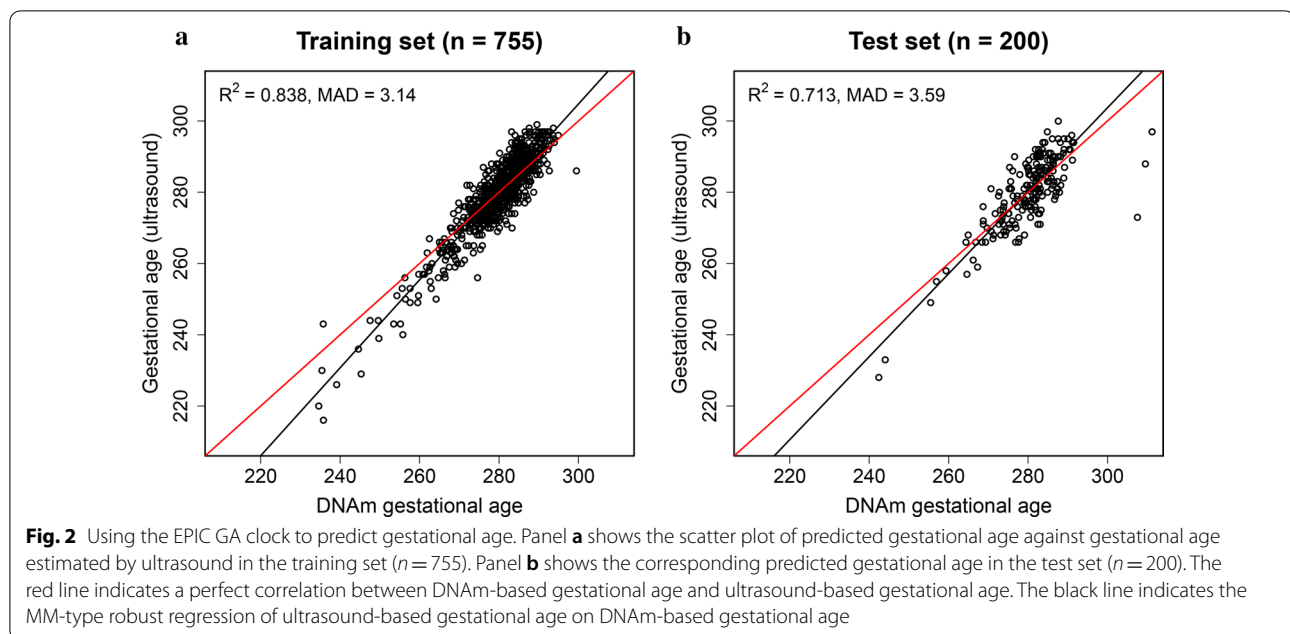 a Training set (n = 755)
R² = 0.838, MAD = 3.14
Gestational age (ultrasound)
300
280
260
240
220
220 240 260 280 300
DNAm gestational age
b Test set (n = 200)
R² = 0.713, MAD = 3.59
Gestational age (ultrasound)
300
280
260
240
220
220 240 260 280 300
DNAm gestational age
Fig. 2 Using the EPIC GA clock to predict gestational age. Panel a shows the scatter plot of predicted gestational age against gestational age
estimated by ultrasound in the training set (n = 755). Panel b shows the corresponding predicted gestational age in the test set (n = 200). The
red line indicates a perfect correlation between DNAm-based gestational age and ultrasound-based gestational age. The black line indicates the
MM-type robust regression of ultrasound-based gestational age on DNAm-based gestational age